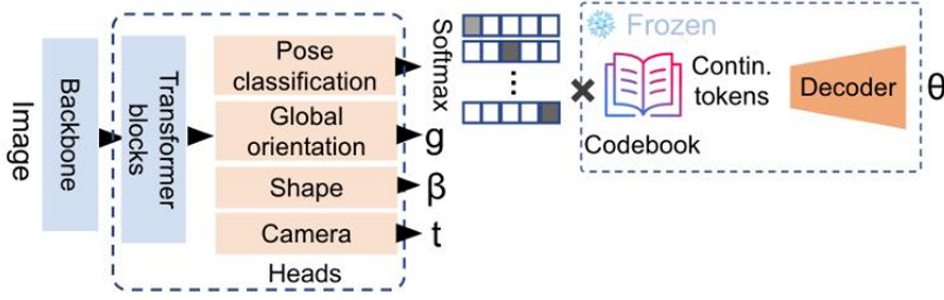 Image
Backbone
Transformer
blocks
Pose
classification
Global
orientation
Shape
Camera
Heads
Softmax
g
β
t
Frozen
Codebook
Contin.
tokens
Decoder
θ